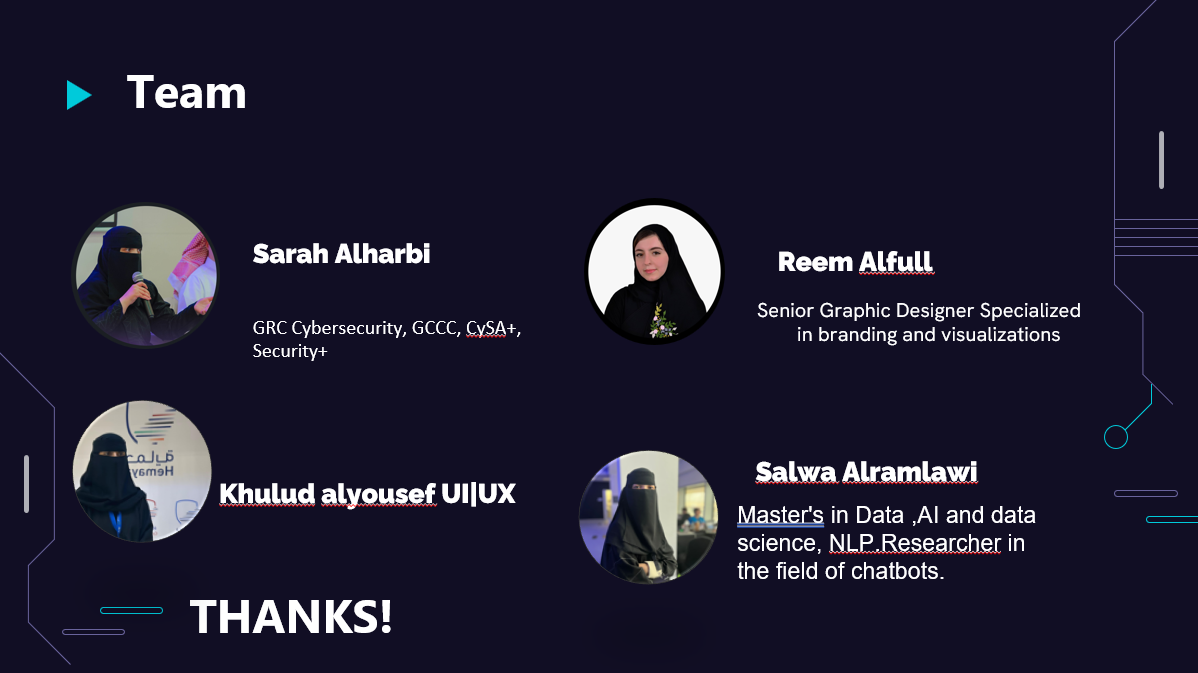 Team
Sarah Alharbi
GRC Cybersecurity, GCCC, CySA+,
Security+
Reem Alfull
Senior Graphic Designer Specialized
in branding and visualizations
Khulud alyousef UI|UX
Salwa Alramlawi
Master's in Data ,AI and data
science, NLP.Researcher in
the field of chatbots.
THANKS!